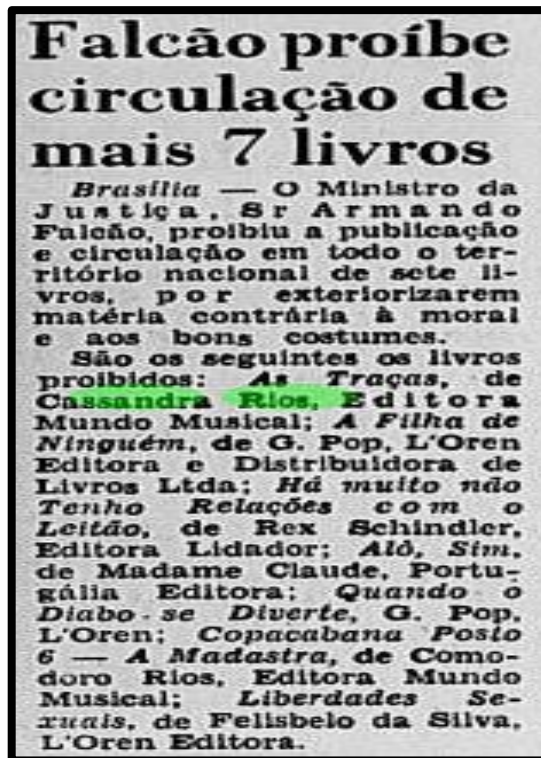 Falcão proíbe
circulação de
mais 7 livros
Brasília — O Ministro da
Justiça, Sr Armando
Falcão, proibiu a publicação
e circulação em todo o ter-
ritório nacional de sete li-
vros, por exteriorizarem
matéria contrária à moral
e aos bons costumes.
São os seguintes os livros
proibidos: As Traças, de
Cassandra Rios, Editora
Mundo Musical; A Filha de
Ninguém, de G. Pop, L'Oren
Editora e Distribuidora de
Livros Ltda; Há muito não
Tenho Relações com o
Leitão, de Rex Schindler,
Editora Lidador; Alô, Sim,
de Madame Claude, Portu-
gália Editora; Quando o
Diabo se Diverte, G. Pop,
L'Oren; Copacabana Posto
6 — A Madastra, de Como-
doro Rios, Editora Mundo
Musical; Liberdades Se-
xuais, de Felisbelo da Silva,
L'Oren Editora.